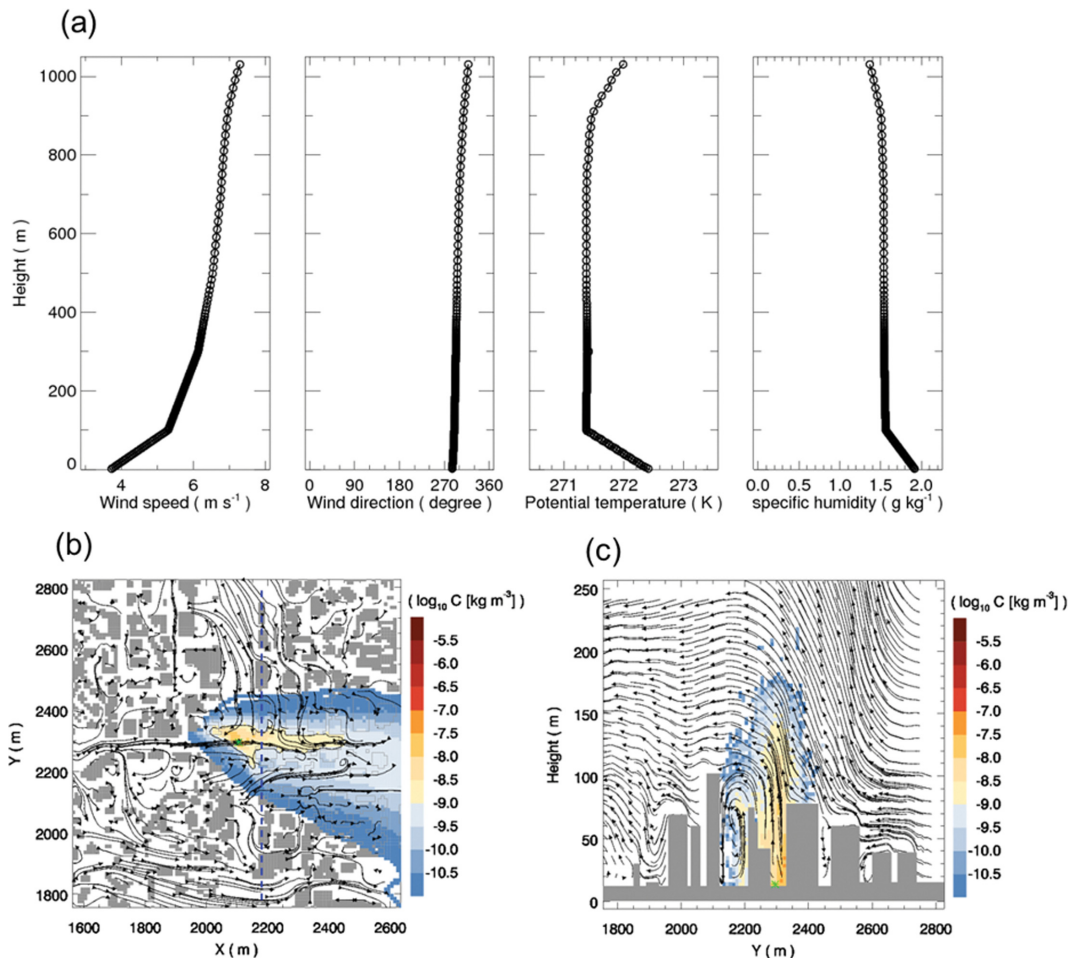 (a)
1000
800
600
400
200
0
Height ( m )
4 6 8
Wind speed ( m s-1 )
0 90 180 270 360
Wind direction ( degree )
271 272 273
Potential temperature ( K )
0.0 0.5 1.0 1.5 2.0
specific humidity ( g kg-1 )
(b)
2800
2600
2400
2200
2000
1800
Y ( m )
1600 1800 2000 2200 2400 2600
X ( m )
( log10 C [kg m-3] )
-5.5
-6.0
-6.5
-7.0
-7.5
-8.0
-8.5
-9.0
-9.5
-10.0
-10.5
(c)
250
200
150
100
50
0
Height ( m )
1800 2000 2200 2400 2600 2800
Y ( m )
( log10 C [kg m-3] )
-5.5
-6.0
-6.5
-7.0
-7.5
-8.0
-8.5
-9.0
-9.5
-10.0
-10.5